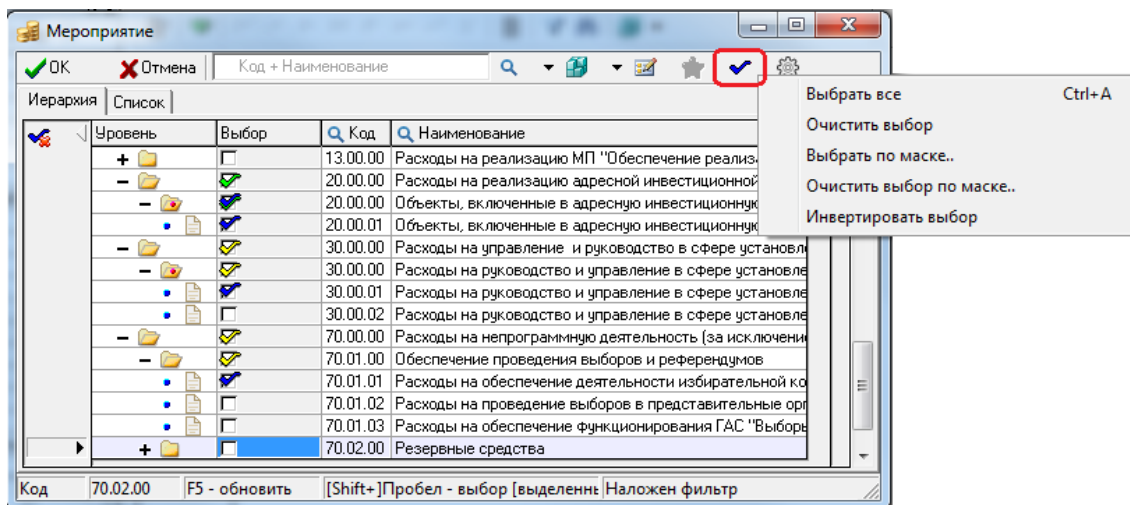 Мероприятие
ОК Отмена Код + Наименование
Иерархия Список
Уровень Выбор Код Наименование
13.00.00 Расходы на реализацию МП "Обеспечение реализ
20.00.00 Расходы на реализацию адресной инвестиционной
20.00.00 Объекты, включенные в адресную инвестиционную
20.00.01 Объекты, включенные в адресную инвестиционную
30.00.00 Расходы на управление и руководство в сфере установл
30.00.00 Расходы на руководство и управление в сфере установле
30.00.01 Расходы на руководство и управление в сфере установле
30.00.02 Расходы на руководство и управление в сфере установле
70.00.00 Расходы на непрограммную деятельность (за исключени
70.01.00 Обеспечение проведения выборов и референдумов
70.01.01 Расходы на обеспечение деятельности избирательной ко
70.01.02 Расходы на проведение выборов в представительные орг
70.01.03 Расходы на обеспечение функционирования ГАС "Выборы
70.02.00 Резервные средства
Код 70.02.00 F5 - обновить [Shift+]Пробел - выбор [выделенны Наложен фильтр
Выбрать все Ctrl+A
Очистить выбор
Выбрать по маске..
Очистить выбор по маске..
Инвертировать выбор